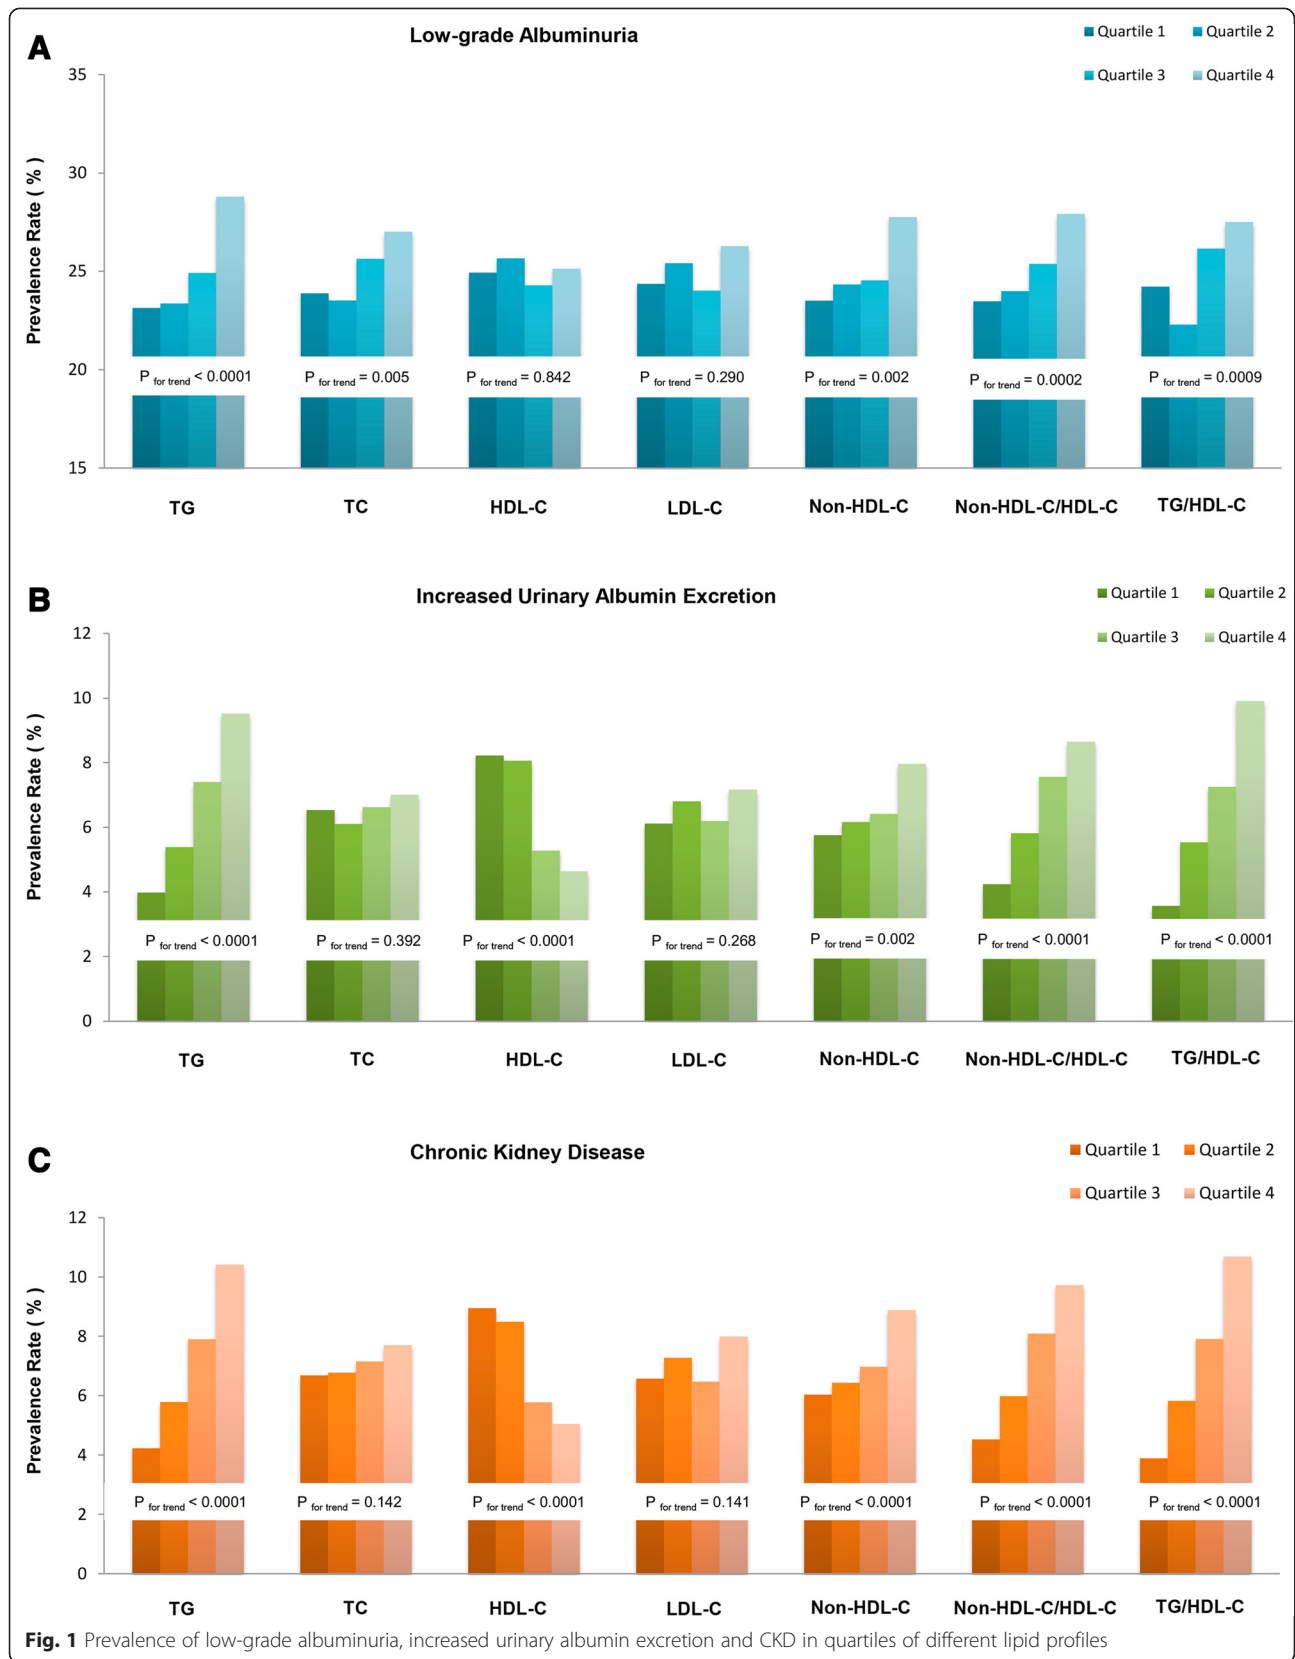 A
Low-grade Albuminuria
Quartile 1 Quartile 2
Quartile 3 Quartile 4
Prevalence Rate ( % )
35
30
25
20
15
P for trend < 0.0001 P for trend = 0.005 P for trend = 0.842 P for trend = 0.290 P for trend = 0.002 P for trend = 0.0002 P for trend = 0.0009
TG TC HDL-C LDL-C Non-HDL-C Non-HDL-C/HDL-C TG/HDL-C
B
Increased Urinary Albumin Excretion
Quartile 1 Quartile 2
Quartile 3 Quartile 4
Prevalence Rate ( % )
12
10
8
6
4
2
0
P for trend < 0.0001 P for trend = 0.392 P for trend < 0.0001 P for trend = 0.268 P for trend = 0.002 P for trend < 0.0001 P for trend < 0.0001
TG TC HDL-C LDL-C Non-HDL-C Non-HDL-C/HDL-C TG/HDL-C
C
Chronic Kidney Disease
Quartile 1 Quartile 2
Quartile 3 Quartile 4
Prevalence Rate ( % )
12
10
8
6
4
2
0
P for trend < 0.0001 P for trend = 0.142 P for trend < 0.0001 P for trend = 0.141 P for trend < 0.0001 P for trend < 0.0001 P for trend < 0.0001
TG TC HDL-C LDL-C Non-HDL-C Non-HDL-C/HDL-C TG/HDL-C
Fig. 1 Prevalence of low-grade albuminuria, increased urinary albumin excretion and CKD in quartiles of different lipid profiles